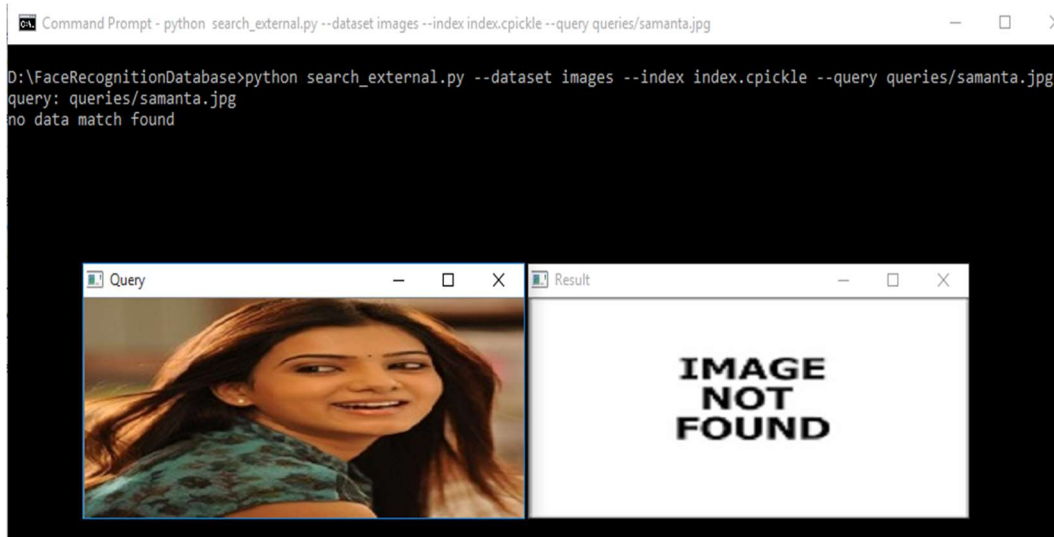 Command Prompt - python search_external.py --dataset images --index index.cpickle --query queries/samanta.jpg
D:\FaceRecognitionDatabase>python search_external.py --dataset images --index index.cpickle --query queries/samanta.jpg
query: queries/samanta.jpg
no data match found
Query
Result
IMAGE
NOT
FOUND